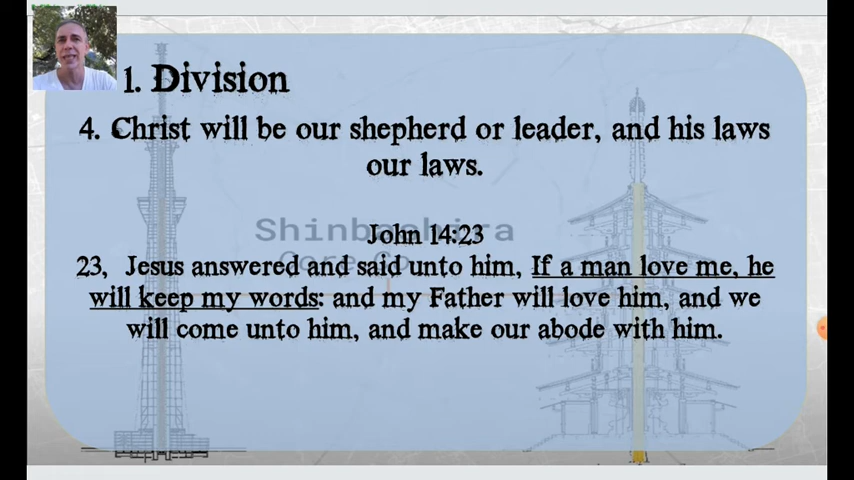 1. Division
4. Christ will be our shepherd or leader, and his laws
our laws.
Shinbashira
John 14:23
23, Jesus answered and said unto him, If a man love me, he
will keep my words: and my Father will love him, and we
will come unto him, and make our abode with him.